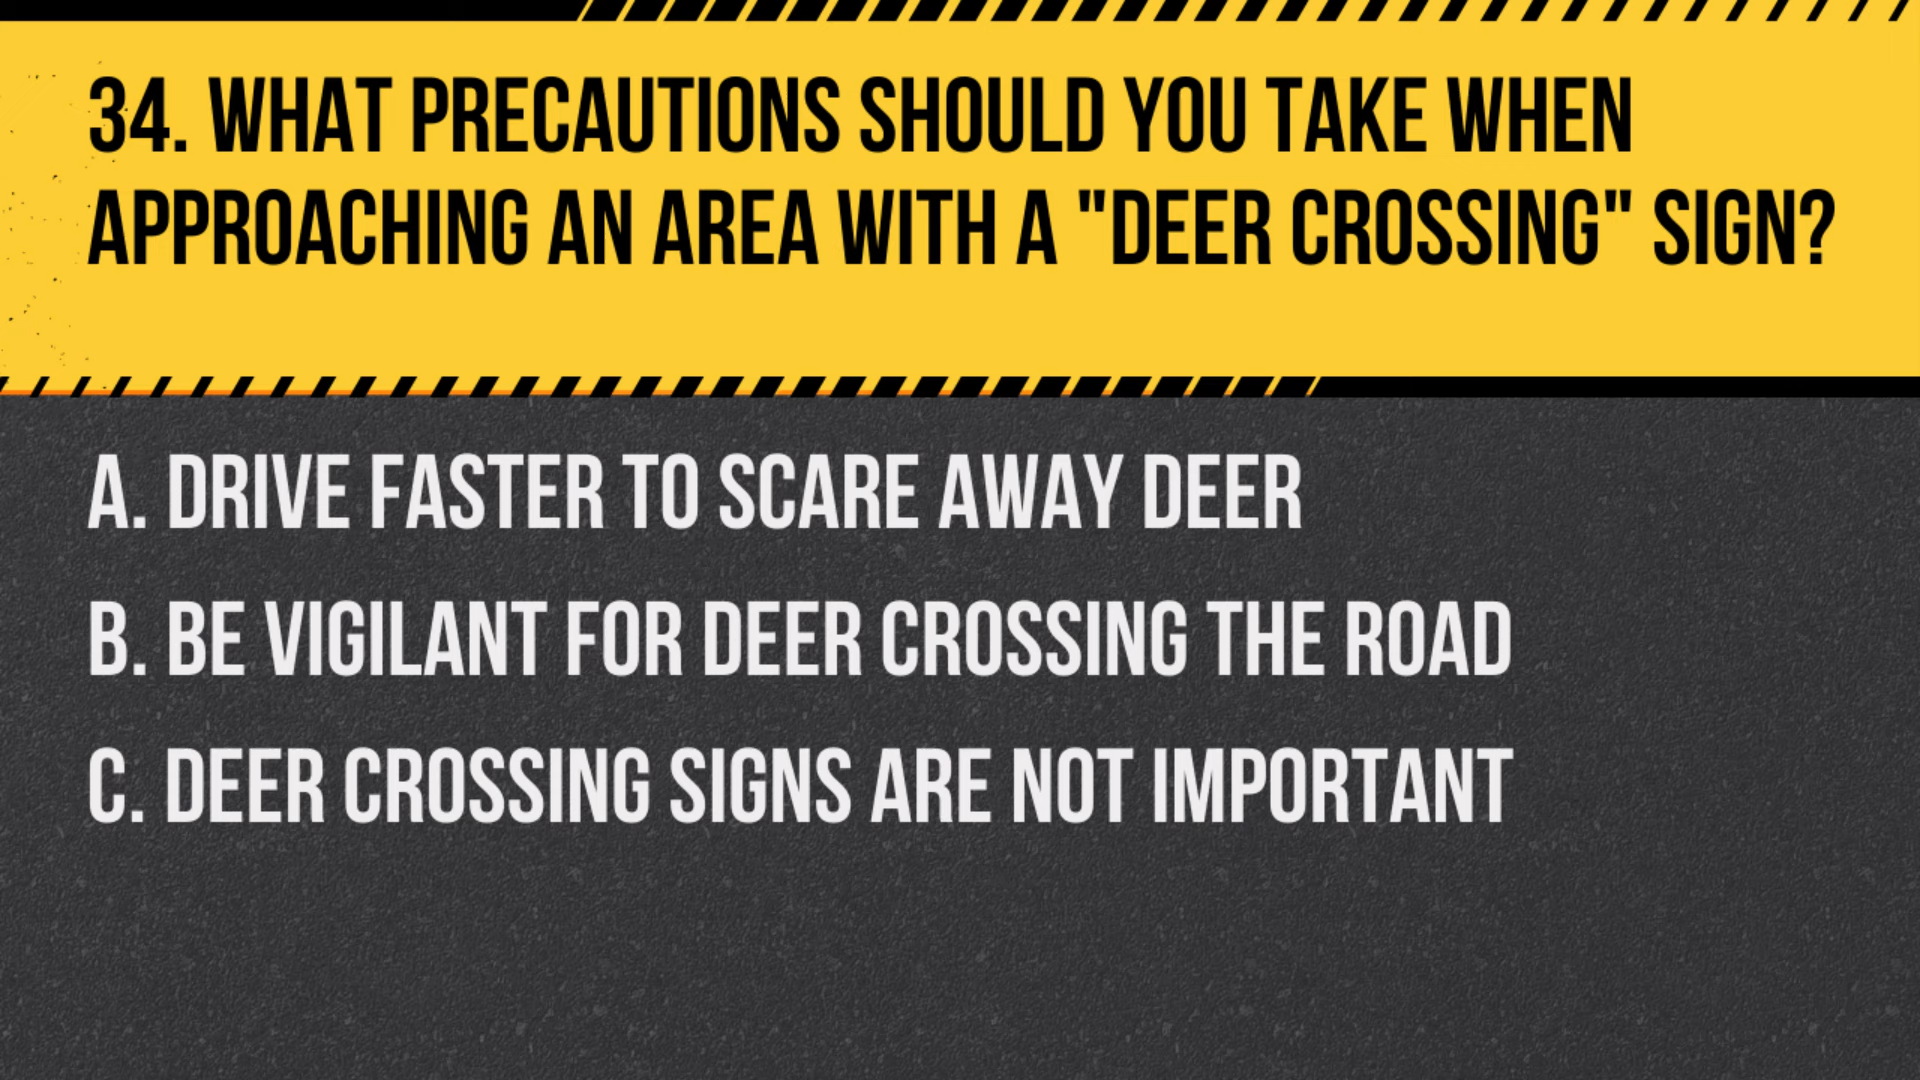 34. WHAT PRECAUTIONS SHOULD YOU TAKE WHEN
APPROACHING AN AREA WITH A "DEER CROSSING" SIGN?
A. DRIVE FASTER TO SCARE AWAY DEER
B. BE VIGILANT FOR DEER CROSSING THE ROAD
C. DEER CROSSING SIGNS ARE NOT IMPORTANT